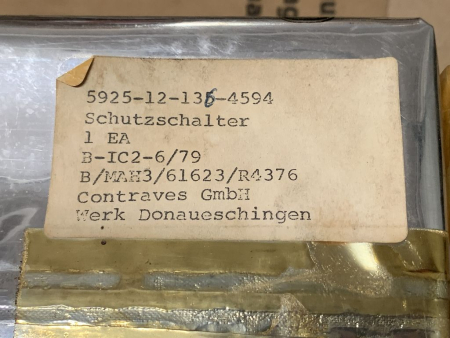 5925-12-136-4594
Schutzschalter
1 EA
B-IC2-6/79
B/MAH3/61623/R4376
Contraves GmbH
Werk Donaueschingen